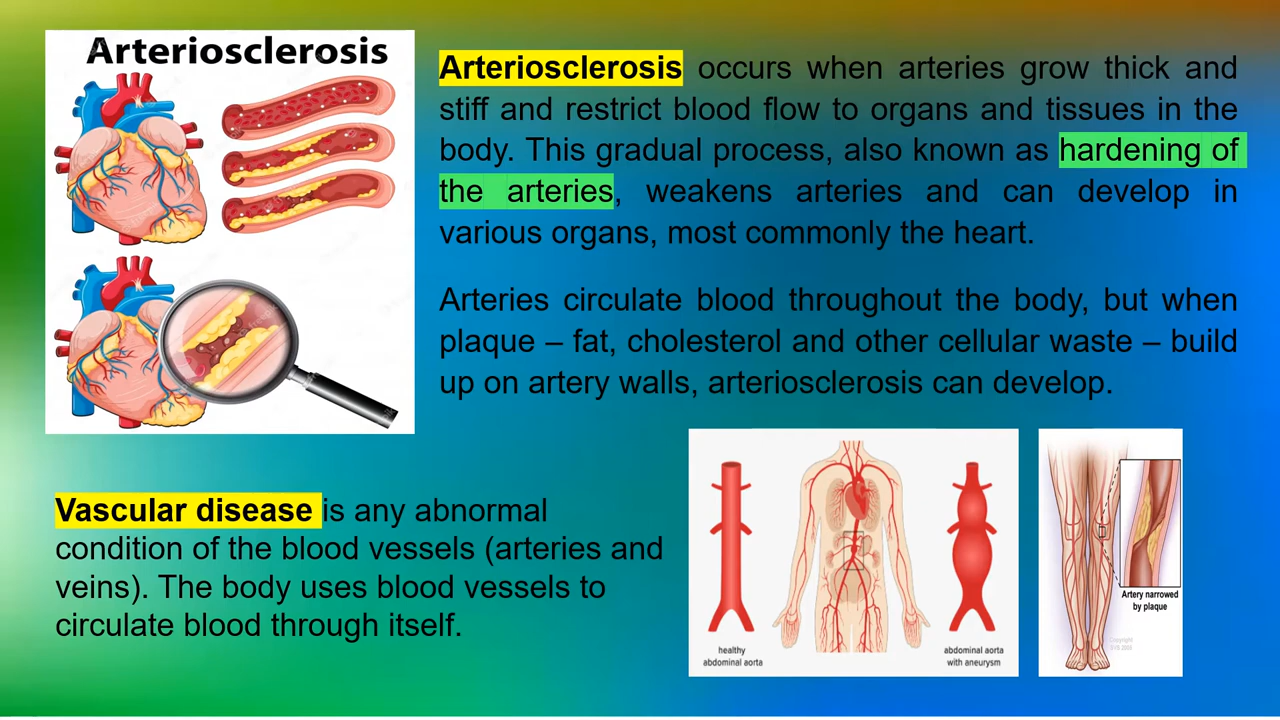 Arteriosclerosis
Arteriosclerosis occurs when arteries grow thick and
stiff and restrict blood flow to organs and tissues in the
body. This gradual process, also known as hardening of
the arteries, weakens arteries and can develop in
various organs, most commonly the heart.
Arteries circulate blood throughout the body, but when
plaque – fat, cholesterol and other cellular waste – build
up on artery walls, arteriosclerosis can develop.
Vascular disease is any abnormal
condition of the blood vessels (arteries and
veins). The body uses blood vessels to
circulate blood through itself.
healthy
abdominal aorta
abdominal aorta
with aneurysm
Artery narrowed
by plaque
Copyright